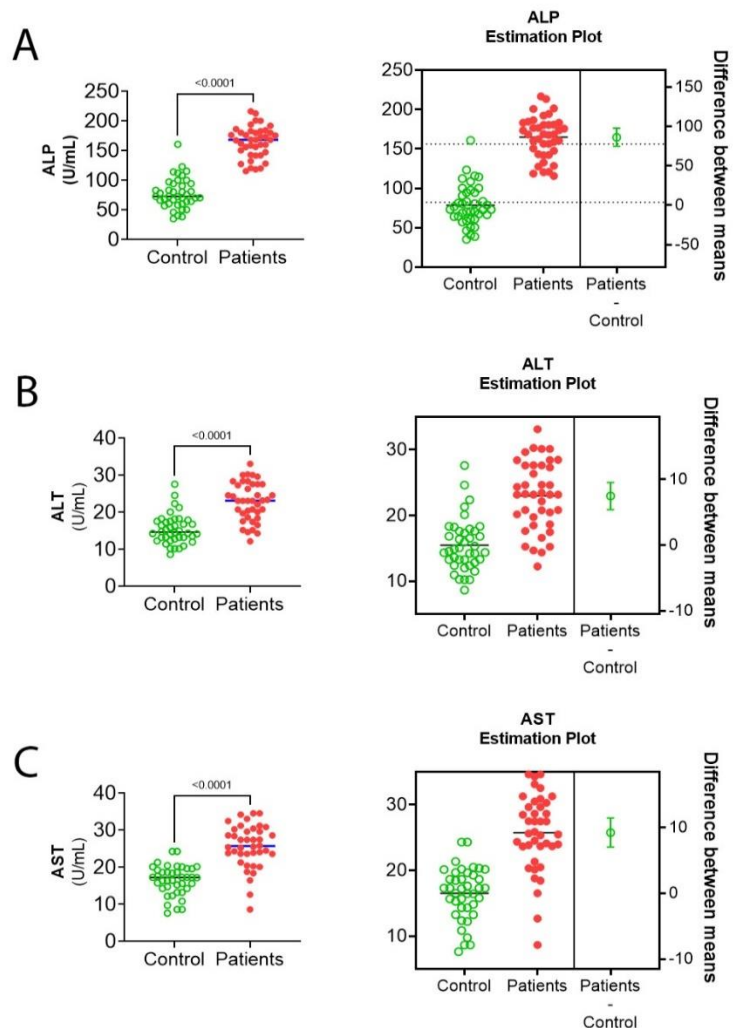 A
<0.0001
250
200
150
100
50
0
ALP
(U/mL)
Control Patients
ALP
Estimation Plot
250
200
150
100
50
0
150
100
50
0
-50
Difference between means
Control Patients Patients
-
Control
B
<0.0001
40
30
20
10
0
ALT
(U/mL)
Control Patients
ALT
Estimation Plot
30
20
10
10
0
-10
Difference between means
Control Patients Patients
-
Control
C
<0.0001
40
30
20
10
0
AST
(U/mL)
Control Patients
AST
Estimation Plot
30
20
10
10
0
-10
Difference between means
Control Patients Patients
-
Control